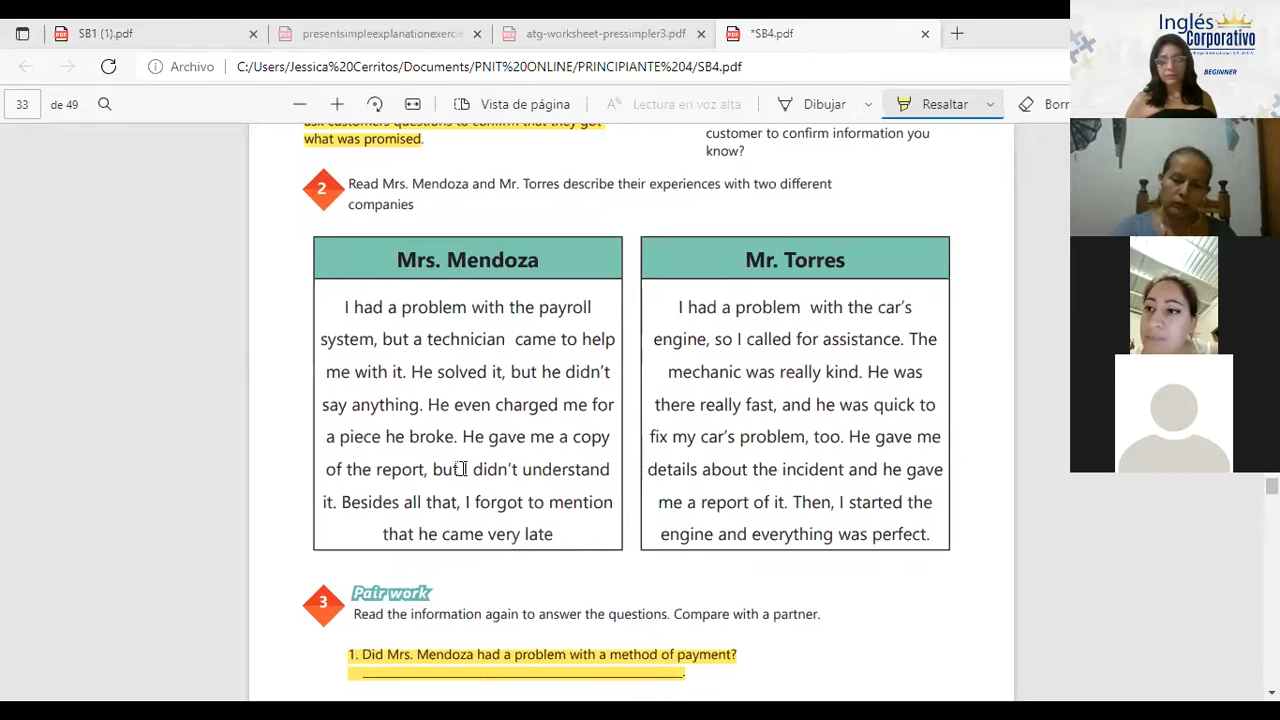 SB1 (1).pdf
presentsimpleexplanationexerci
atg-worksheet-pressimpler3.pdf
*SB4.pdf
Archivo
C:/Users/Jessica%20Cerritos/Documents/PNIT%20ONLINE/PRINCIPIANTE%204/SB4.pdf
33
de 49
Vista de página
Lectura en voz alta
Dibujar
Resaltar
Borr
Inglés
Corporativo
BEGINNER
ask customers questions to confirm that they got
what was promised.
customer to confirm information you
know?
2
Read Mrs. Mendoza and Mr. Torres describe their experiences with two different
companies
Mrs. Mendoza
I had a problem with the payroll
system, but a technician came to help
me with it. He solved it, but he didn't
say anything. He even charged me for
a piece he broke. He gave me a copy
of the report, but I didn't understand
it. Besides all that, I forgot to mention
that he came very late
Mr. Torres
I had a problem with the car's
engine, so I called for assistance. The
mechanic was really kind. He was
there really fast, and he was quick to
fix my car's problem, too. He gave me
details about the incident and he gave
me a report of it. Then, I started the
engine and everything was perfect.
3
Pair work
Read the information again to answer the questions. Compare with a partner.
1. Did Mrs. Mendoza had a problem with a method of payment?